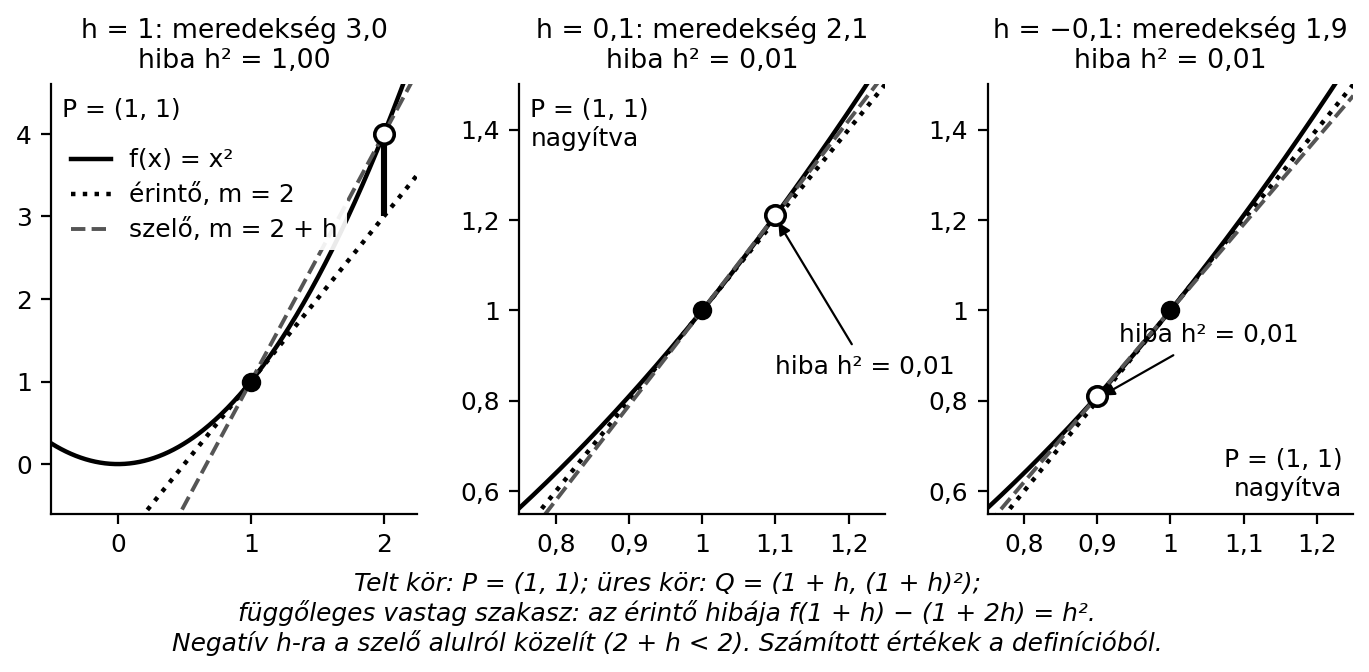 h = 1: meredekség 3,0
hiba h² = 1,00
P = (1, 1)
f(x) = x²
érintő, m = 2
szelő, m = 2 + h
4
3
2
1
0
0
1
2
h = 0,1: meredekség 2,1
hiba h² = 0,01
P = (1, 1)
nagyítva
hiba h² = 0,01
1,4
1,2
1
0,8
0,6
0,8
0,9
1
1,1
1,2
h = −0,1: meredekség 1,9
hiba h² = 0,01
hiba h² = 0,01
P = (1, 1)
nagyítva
1,4
1,2
1
0,8
0,6
0,8
0,9
1
1,1
1,2
Telt kör: P = (1, 1); üres kör: Q = (1 + h, (1 + h)²);
függőleges vastag szakasz: az érintő hibája f(1 + h) − (1 + 2h) = h².
Negatív h-ra a szelő alulról közelít (2 + h < 2). Számított értékek a definícióból.